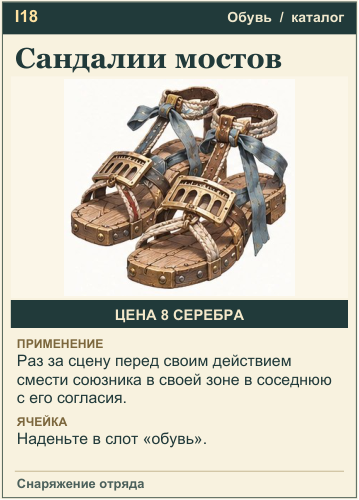 I18
Обувь / каталог
Сандалии мостов
ЦЕНА 8 СЕРЕБРА
ПРИМЕНЕНИЕ
Раз за сцену перед своим действием
смести союзника в своей зоне в соседнюю
с его согласия.
ЯЧЕЙКА
Наденьте в слот «обувь».
Снаряжение отряда